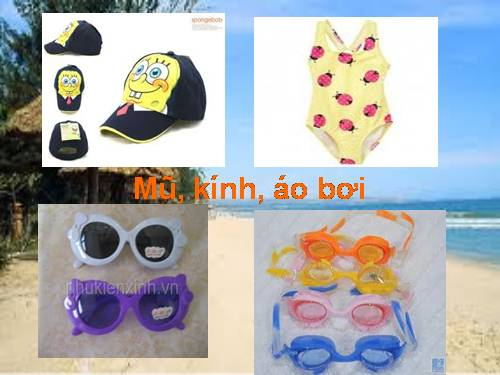 spongebob
Mũ, kính, áo bơi
phukienxinh.vn